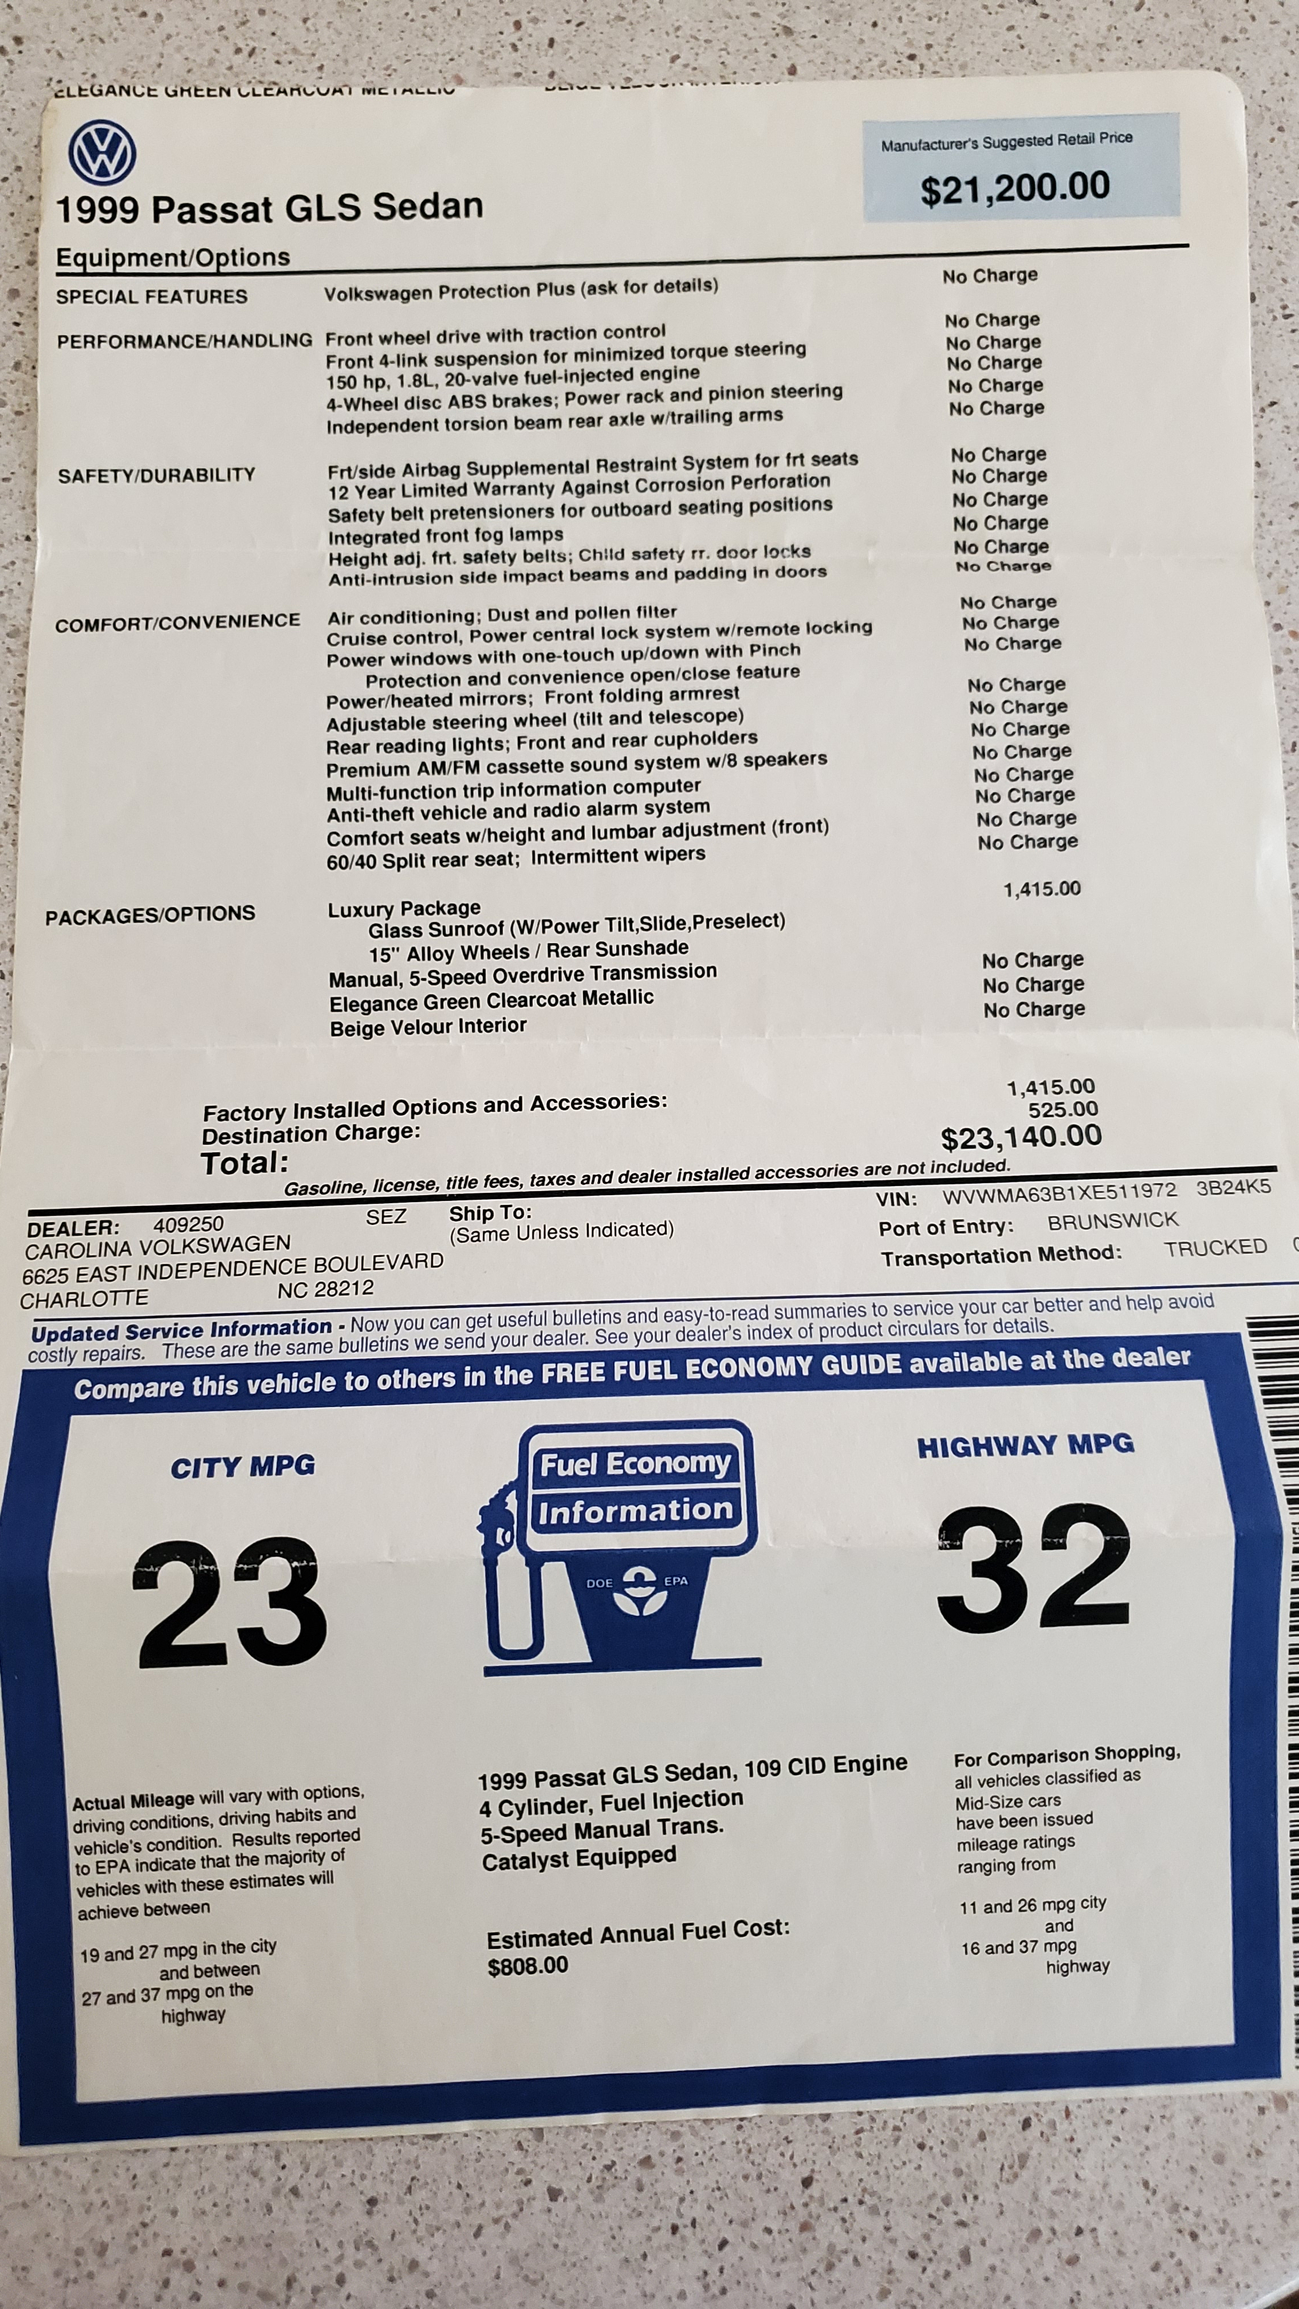 ELEGANCE GREEN CLEARCOAT METALLIC
1999 Passat GLS Sedan
Manufacturer's Suggested Retail Price
$21,200.00
Equipment/Options
SPECIAL FEATURES Volkswagen Protection Plus (ask for details) No Charge
PERFORMANCE/HANDLING Front wheel drive with traction control No Charge
Front 4-link suspension for minimized torque steering No Charge
150 hp, 1.8L, 20-valve fuel-injected engine No Charge
4-Wheel disc ABS brakes; Power rack and pinion steering No Charge
Independent torsion beam rear axle w/trailing arms No Charge
SAFETY/DURABILITY Frt/side Airbag Supplemental Restraint System for frt seats No Charge
12 Year Limited Warranty Against Corrosion Perforation No Charge
Safety belt pretensioners for outboard seating positions No Charge
Integrated front fog lamps No Charge
Height adj. frt. safety belts; Child safety rr. door locks No Charge
Anti-intrusion side impact beams and padding in doors No Charge
COMFORT/CONVENIENCE Air conditioning; Dust and pollen filter No Charge
Cruise control, Power central lock system w/remote locking No Charge
Power windows with one-touch up/down with Pinch No Charge
Protection and convenience open/close feature
Power/heated mirrors; Front folding armrest No Charge
Adjustable steering wheel (tilt and telescope) No Charge
Rear reading lights; Front and rear cupholders No Charge
Premium AM/FM cassette sound system w/8 speakers No Charge
Multi-function trip information computer No Charge
Anti-theft vehicle and radio alarm system No Charge
Comfort seats w/height and lumbar adjustment (front) No Charge
60/40 Split rear seat; Intermittent wipers No Charge
PACKAGES/OPTIONS Luxury Package 1,415.00
Glass Sunroof (W/Power Tilt,Slide,Preselect)
15" Alloy Wheels / Rear Sunshade
Manual, 5-Speed Overdrive Transmission No Charge
Elegance Green Clearcoat Metallic No Charge
Beige Velour Interior No Charge
Factory Installed Options and Accessories: 1,415.00
Destination Charge: 525.00
Total: $23,140.00
Gasoline, license, title fees, taxes and dealer installed accessories are not included.
DEALER: 409250 SEZ
CAROLINA VOLKSWAGEN
6625 EAST INDEPENDENCE BOULEVARD
CHARLOTTE NC 28212
Ship To:
(Same Unless Indicated)
VIN: WVWMA63B1XE511972 3B24K5
Port of Entry: BRUNSWICK
Transportation Method: TRUCKED
Updated Service Information - Now you can get useful bulletins and easy-to-read summaries to service your car better and help avoid
costly repairs. These are the same bulletins we send your dealer. See your dealer's index of product circulars for details.
Compare this vehicle to others in the FREE FUEL ECONOMY GUIDE available at the dealer
CITY MPG
23
Fuel Economy
Information
DOE EPA
HIGHWAY MPG
32
Actual Mileage will vary with options,
driving conditions, driving habits and
vehicle's condition. Results reported
to EPA indicate that the majority of
vehicles with these estimates will
achieve between
19 and 27 mpg in the city
and between
27 and 37 mpg on the
highway
1999 Passat GLS Sedan, 109 CID Engine
4 Cylinder, Fuel Injection
5-Speed Manual Trans.
Catalyst Equipped
Estimated Annual Fuel Cost:
$808.00
For Comparison Shopping,
all vehicles classified as
Mid-Size cars
have been issued
mileage ratings
ranging from
11 and 26 mpg city
and
16 and 37 mpg
highway